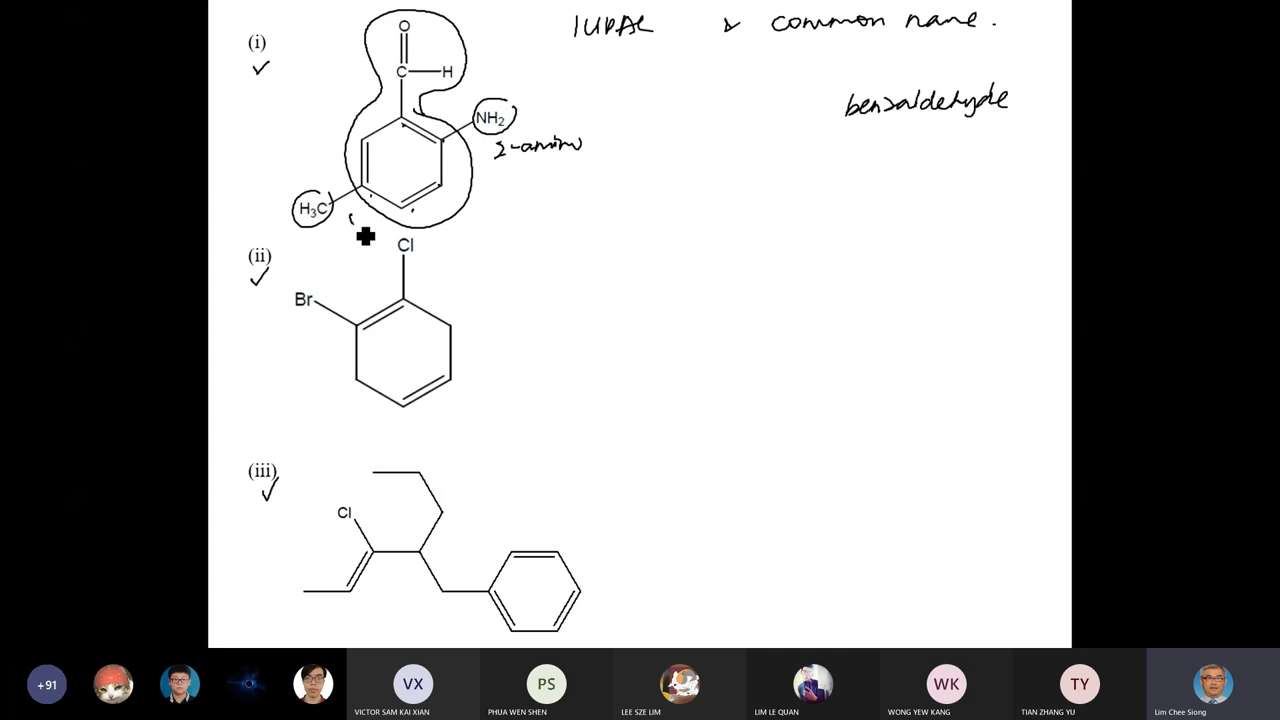 (i)
O
C
H
NH₂
2-amino
H₃C
IUPAC & common name.
benzaldehyde
(ii)
Cl
Br
(iii)
Cl
+91
VX
VICTOR SAM KAI XIAN
PS
PHUA WEN SHEN
LEE SZE LIM
LIM LE QUAN
WK
WONG YEW KANG
TY
TIAN ZHANG YU
Lim Chee Siong